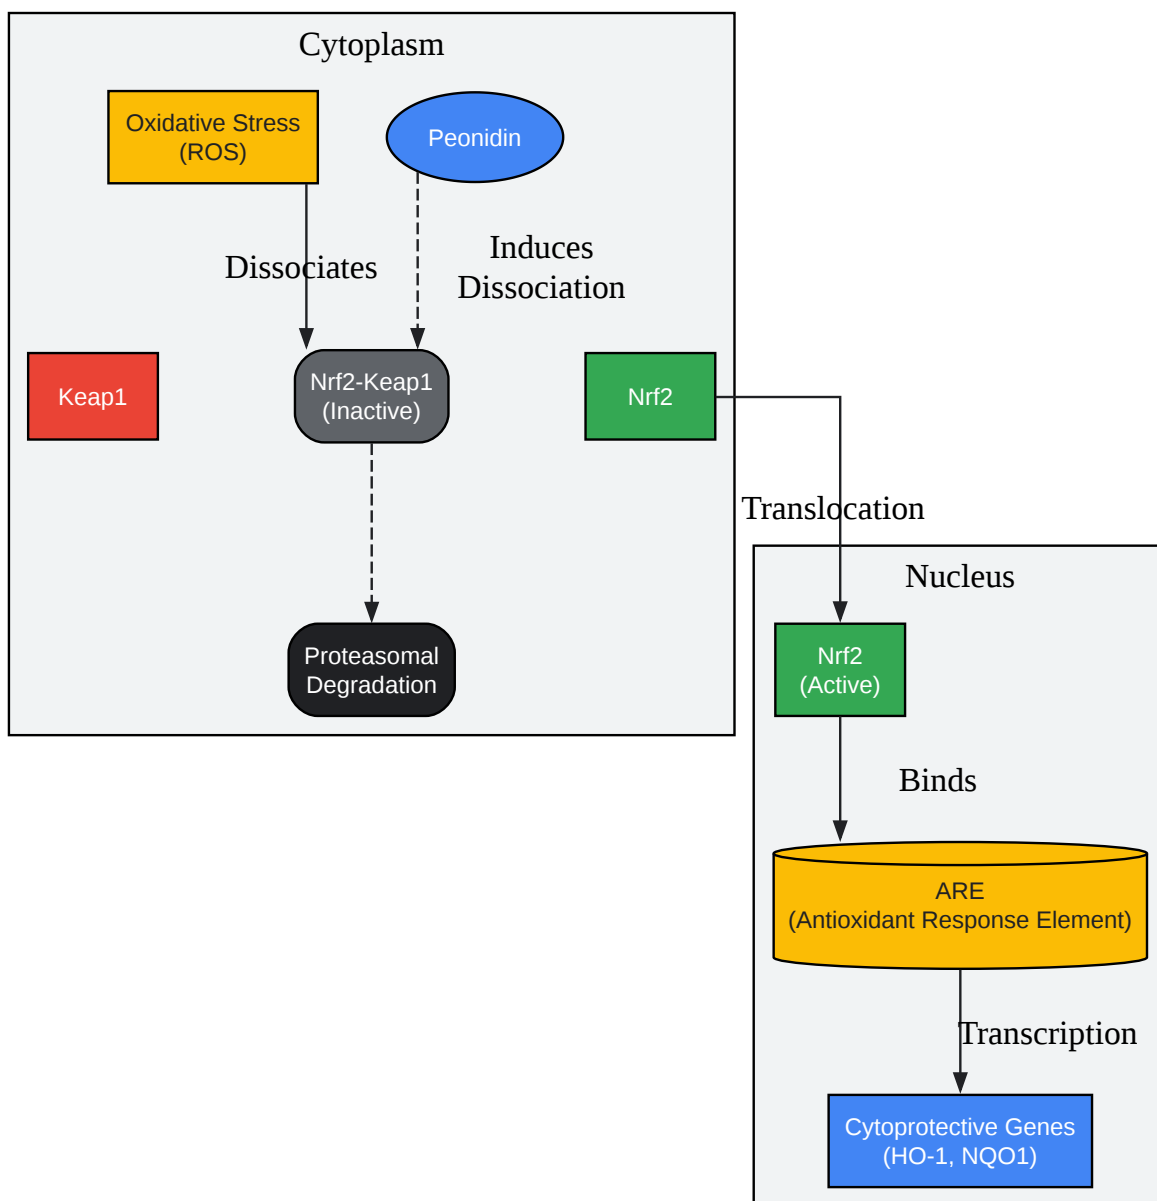 Cytoplasm
Oxidative Stress
(ROS)
Peonidin
Dissociates
Induces
Dissociation
Keap1
Nrf2-Keap1
(Inactive)
Nrf2
Translocation
Nucleus
Proteasomal
Degradation
Nrf2
(Active)
Binds
ARE
(Antioxidant Response Element)
Transcription
Cytoprotective Genes
(HO-1, NQO1)